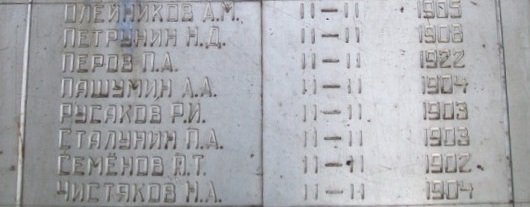 ОЛЕЙНИКОВ А.М. 11–11 1905
ПЕТРУНИН Н.Д. 11–11 1908
ПЕРОВ П.А. 11–11 1922
ПАШУМИН А.А. 11–11 1904
РУСАКОВ Р.И. 11–11 1903
СТАЛУНИН П.А. 11–11 1903
СЕМЁНОВ П.Т. 11–11 1902
ЧИСТЯКОВ Н.А. 11–11 1904